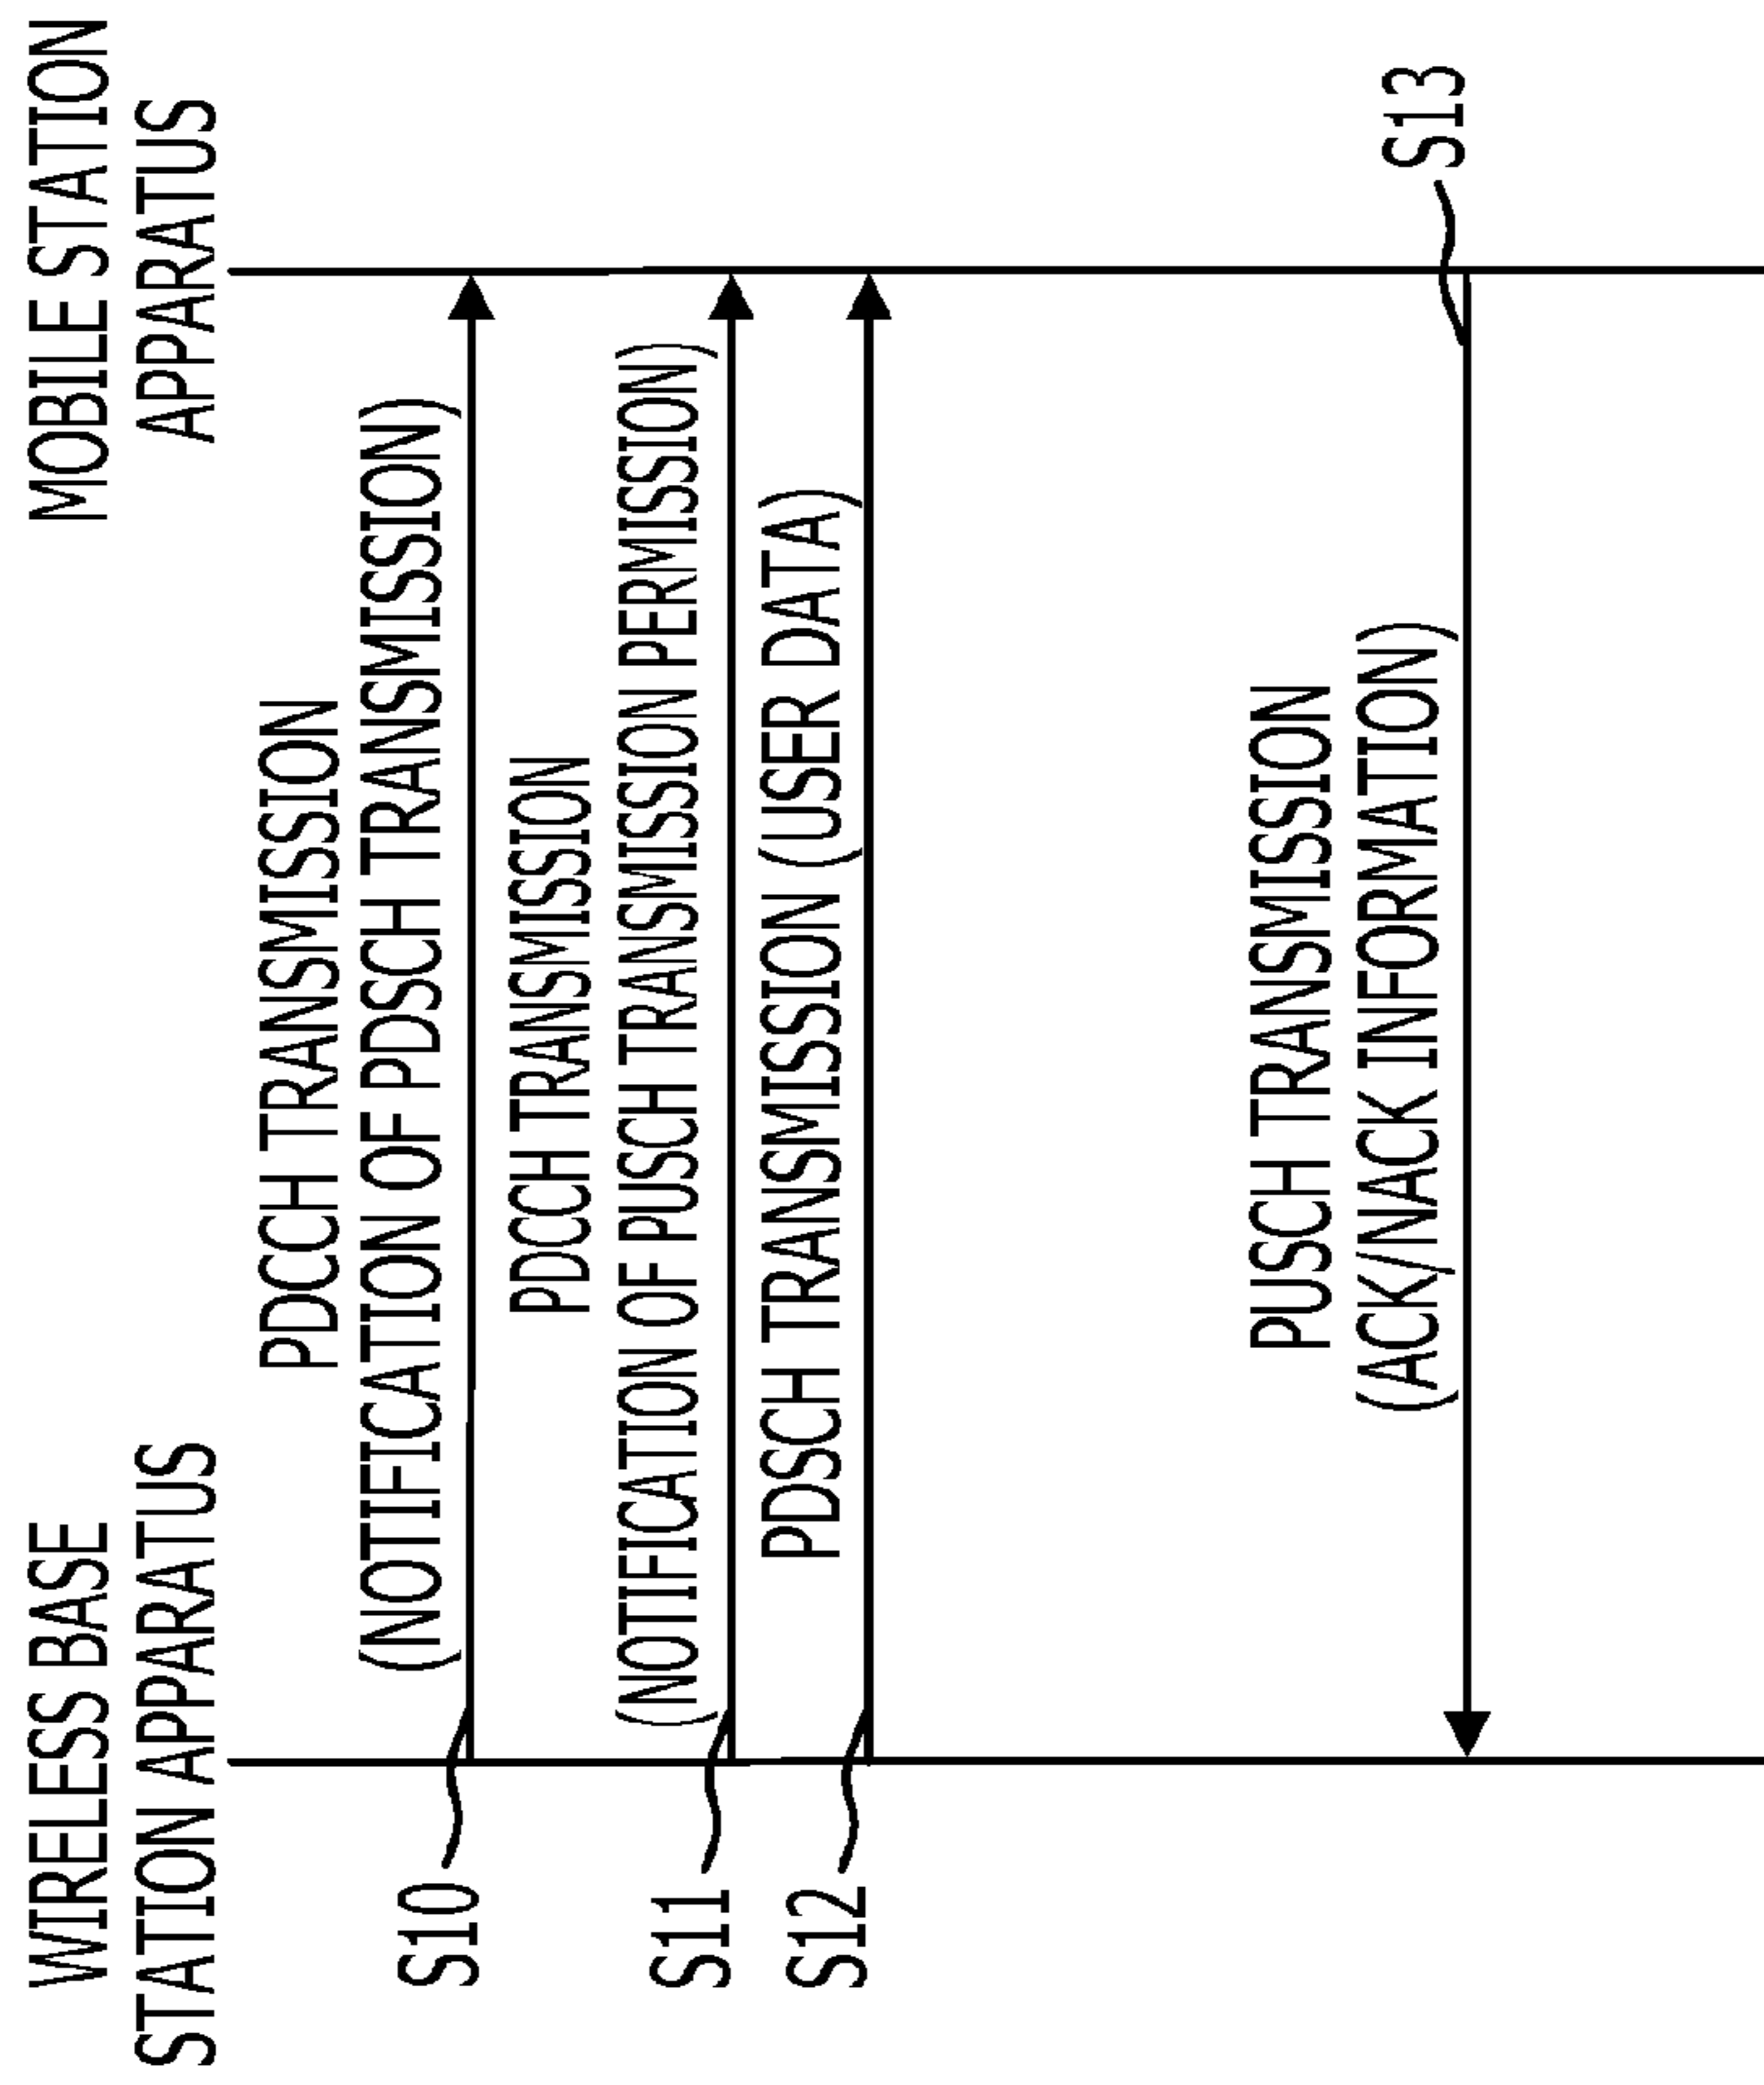 WIRELESS BASE
STATION APPARATUS
MOBILE STATION
APPARATUS
PDCCH TRANSMISSION
(NOTIFICATION OF PDSCH TRANSMISSION)
S10
PDCCH TRANSMISSION
(NOTIFICATION OF PUSCH TRANSMISSION PERMISSION)
S11
PDSCH TRANSMISSION (USER DATA)
S12
PUSCH TRANSMISSION
(ACK/NACK INFORMATION)
S13